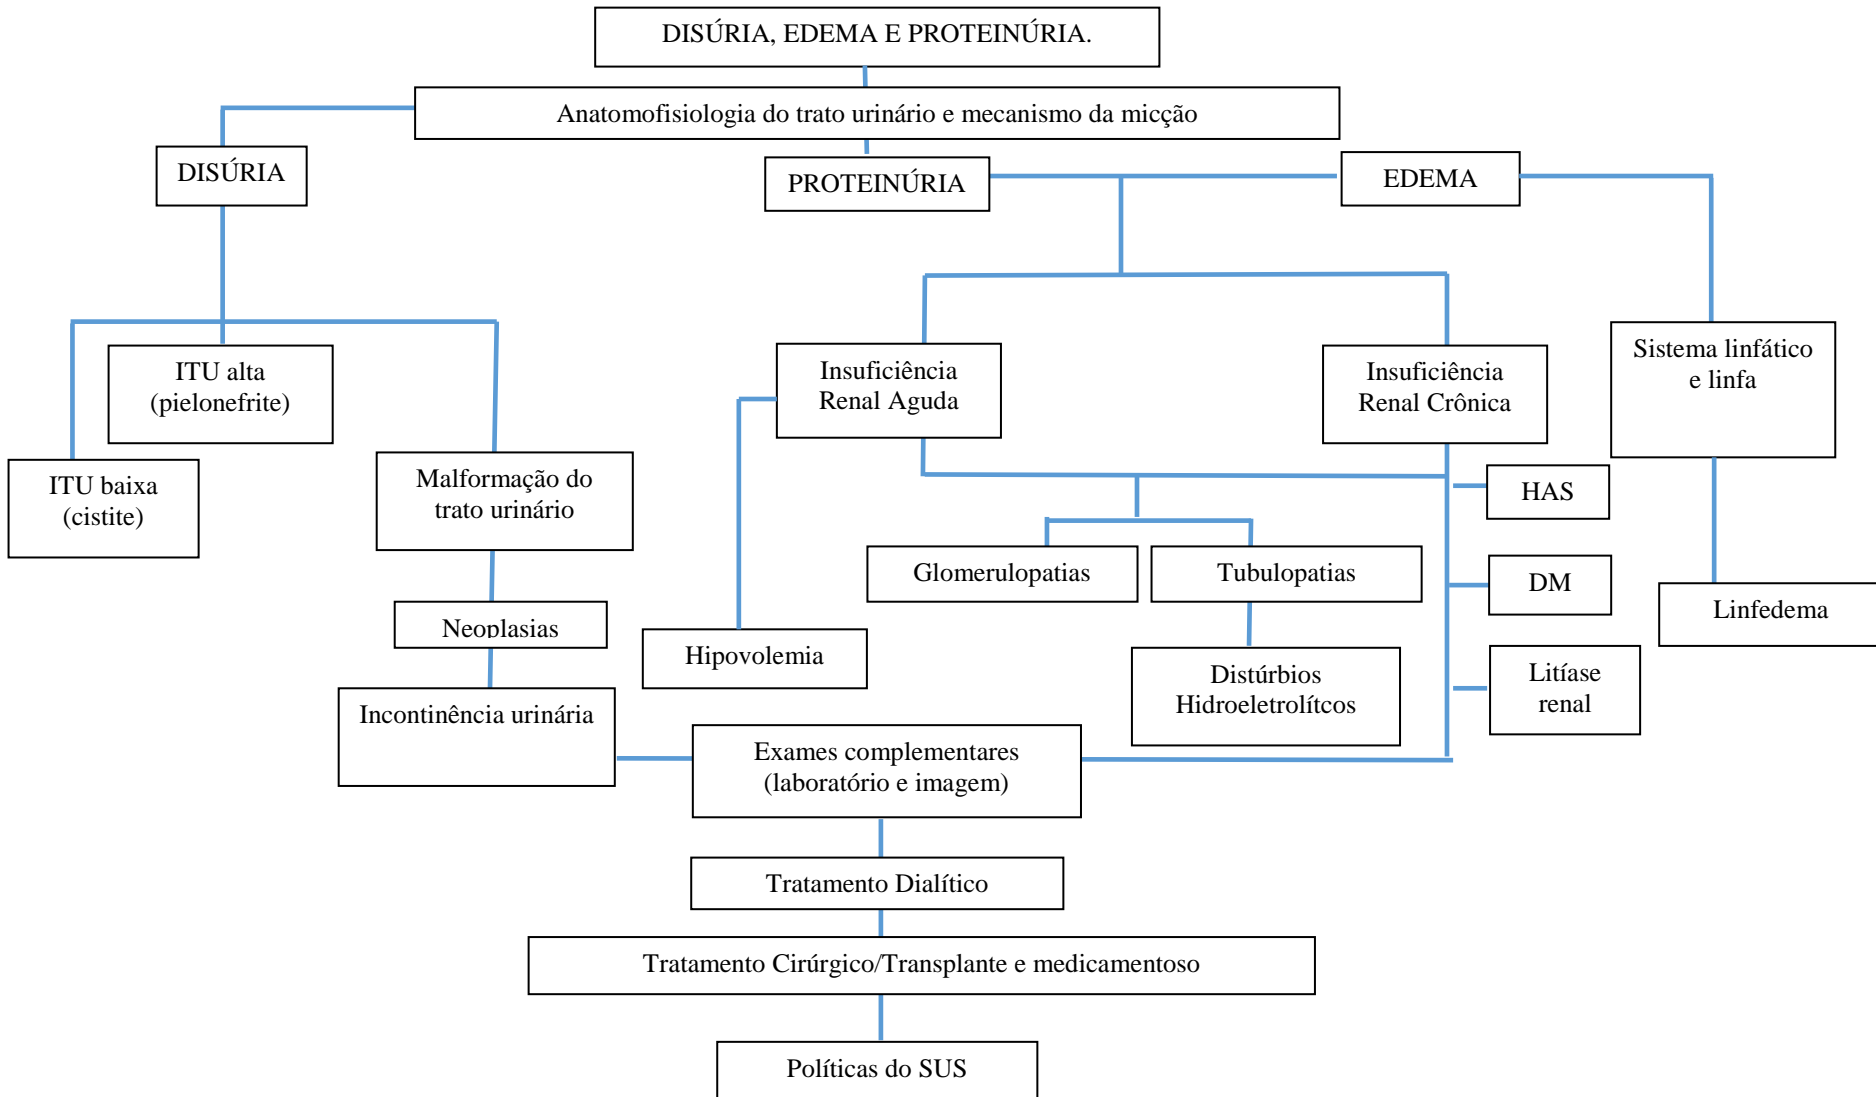 DISÚRIA, EDEMA E PROTEINÚRIA.
Anatomofisiologia do trato urinário e mecanismo da micção
DISÚRIA
PROTEINÚRIA
EDEMA
ITU alta
(pielonefrite)
ITU baixa
(cistite)
Malformação do
trato urinário
Neoplasias
Incontinência urinária
Insuficiência
Renal Aguda
Insuficiência
Renal Crônica
Sistema linfático
e linfa
HAS
Glomerulopatias
Tubulopatias
DM
Linfedema
Hipovolemia
Distúrbios
Hidroeletrolítcos
Litíase
renal
Exames complementares
(laboratório e imagem)
Tratamento Dialítico
Tratamento Cirúrgico/Transplante e medicamentoso
Políticas do SUS